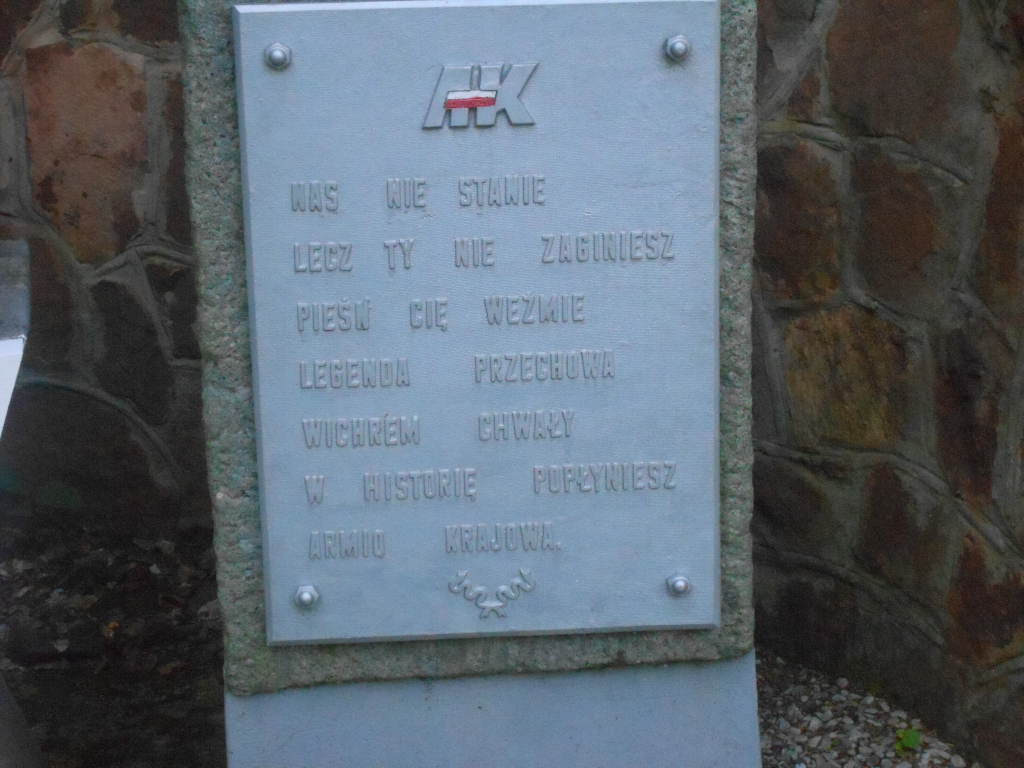 AK
NAS NIE STANIE
LECZ TY NIE ZAGINIESZ
PIEŚŃ CIĘ WEŹMIE
LEGENDA PRZECHOWA
WICHREM CHWAŁY
W HISTORIĘ POPŁYNIESZ
ARMIO KRAJOWA.